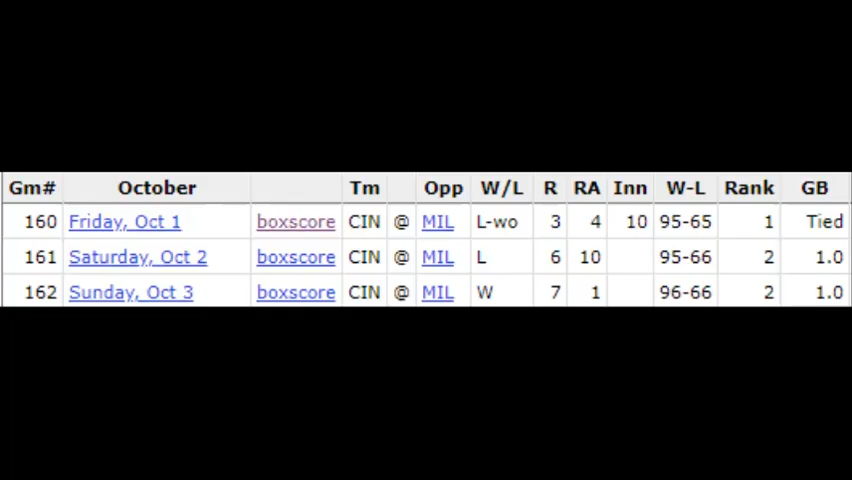 Gm# October Tm Opp W/L R RA Inn W-L Rank GB
160 Friday, Oct 1 boxscore CIN @ MIL L-wo 3 4 10 95-65 1 Tied
161 Saturday, Oct 2 boxscore CIN @ MIL L 6 10 95-66 2 1.0
162 Sunday, Oct 3 boxscore CIN @ MIL W 7 1 96-66 2 1.0